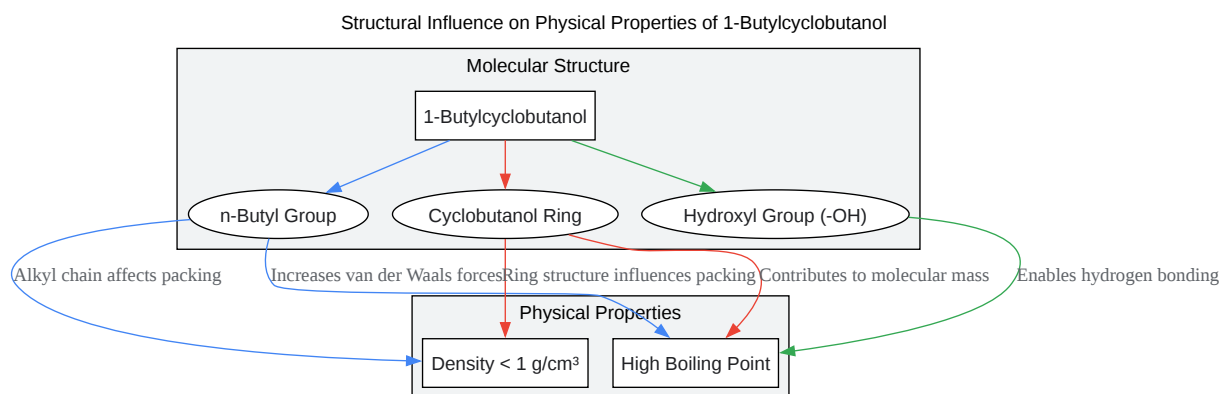 Structural Influence on Physical Properties of 1-Butylcyclobutanol
Molecular Structure
1-Butylcyclobutanol
n-Butyl Group
Cyclobutanol Ring
Hydroxyl Group (-OH)
Alkyl chain affects packing
Increases van der Waals forces
Ring structure influences packing
Contributes to molecular mass
Enables hydrogen bonding
Physical Properties
Density < 1 g/cm³
High Boiling Point